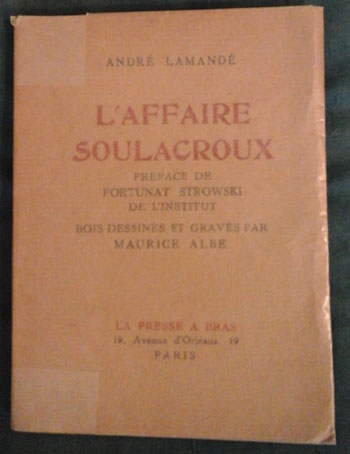 ANDRÉ LAMANDÉ
L'AFFAIRE
SOULACROUX
PRÉFACE DE
FORTUNAT STROWSKI
DE L'INSTITUT
BOIS DESSINÉS ET GRAVÉS PAR
MAURICE ALBE
LA PRESSE A BRAS
19, Avenue d'Orléans, 19
PARIS